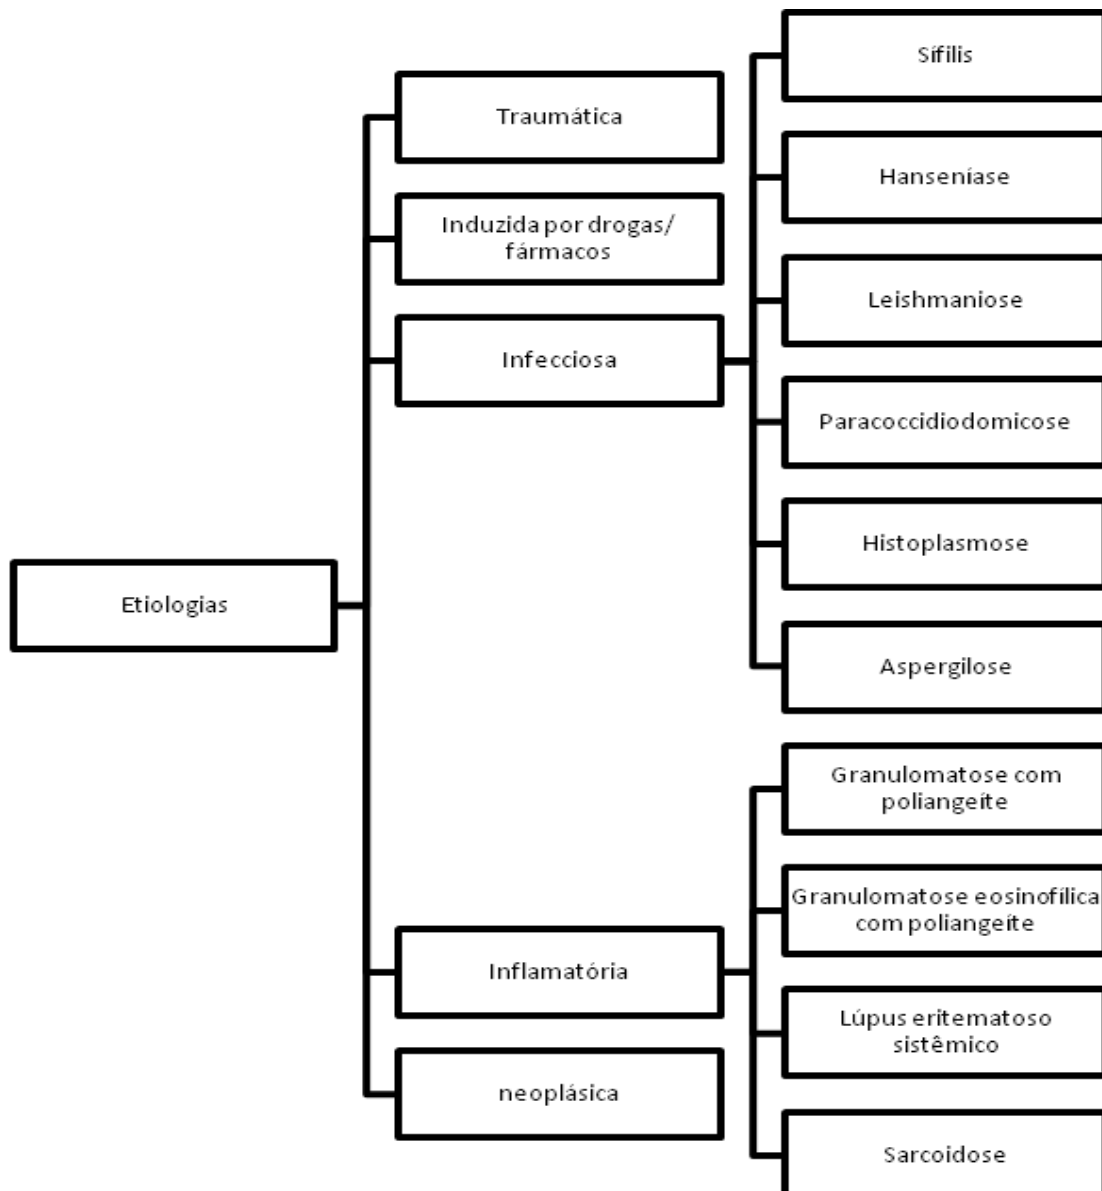 Etiologias
Traumática
Induzida por drogas/
fármacos
Infecciosa
Sífilis
Hanseníase
Leishmaniose
Paracoccidiodomicose
Histoplasmose
Aspergilose
Inflamatória
Granulomatose com
poliangeíte
Granulomatose eosinofílica
com poliangeíte
Lúpus eritematoso
sistêmico
Sarcoidose
neoplásica